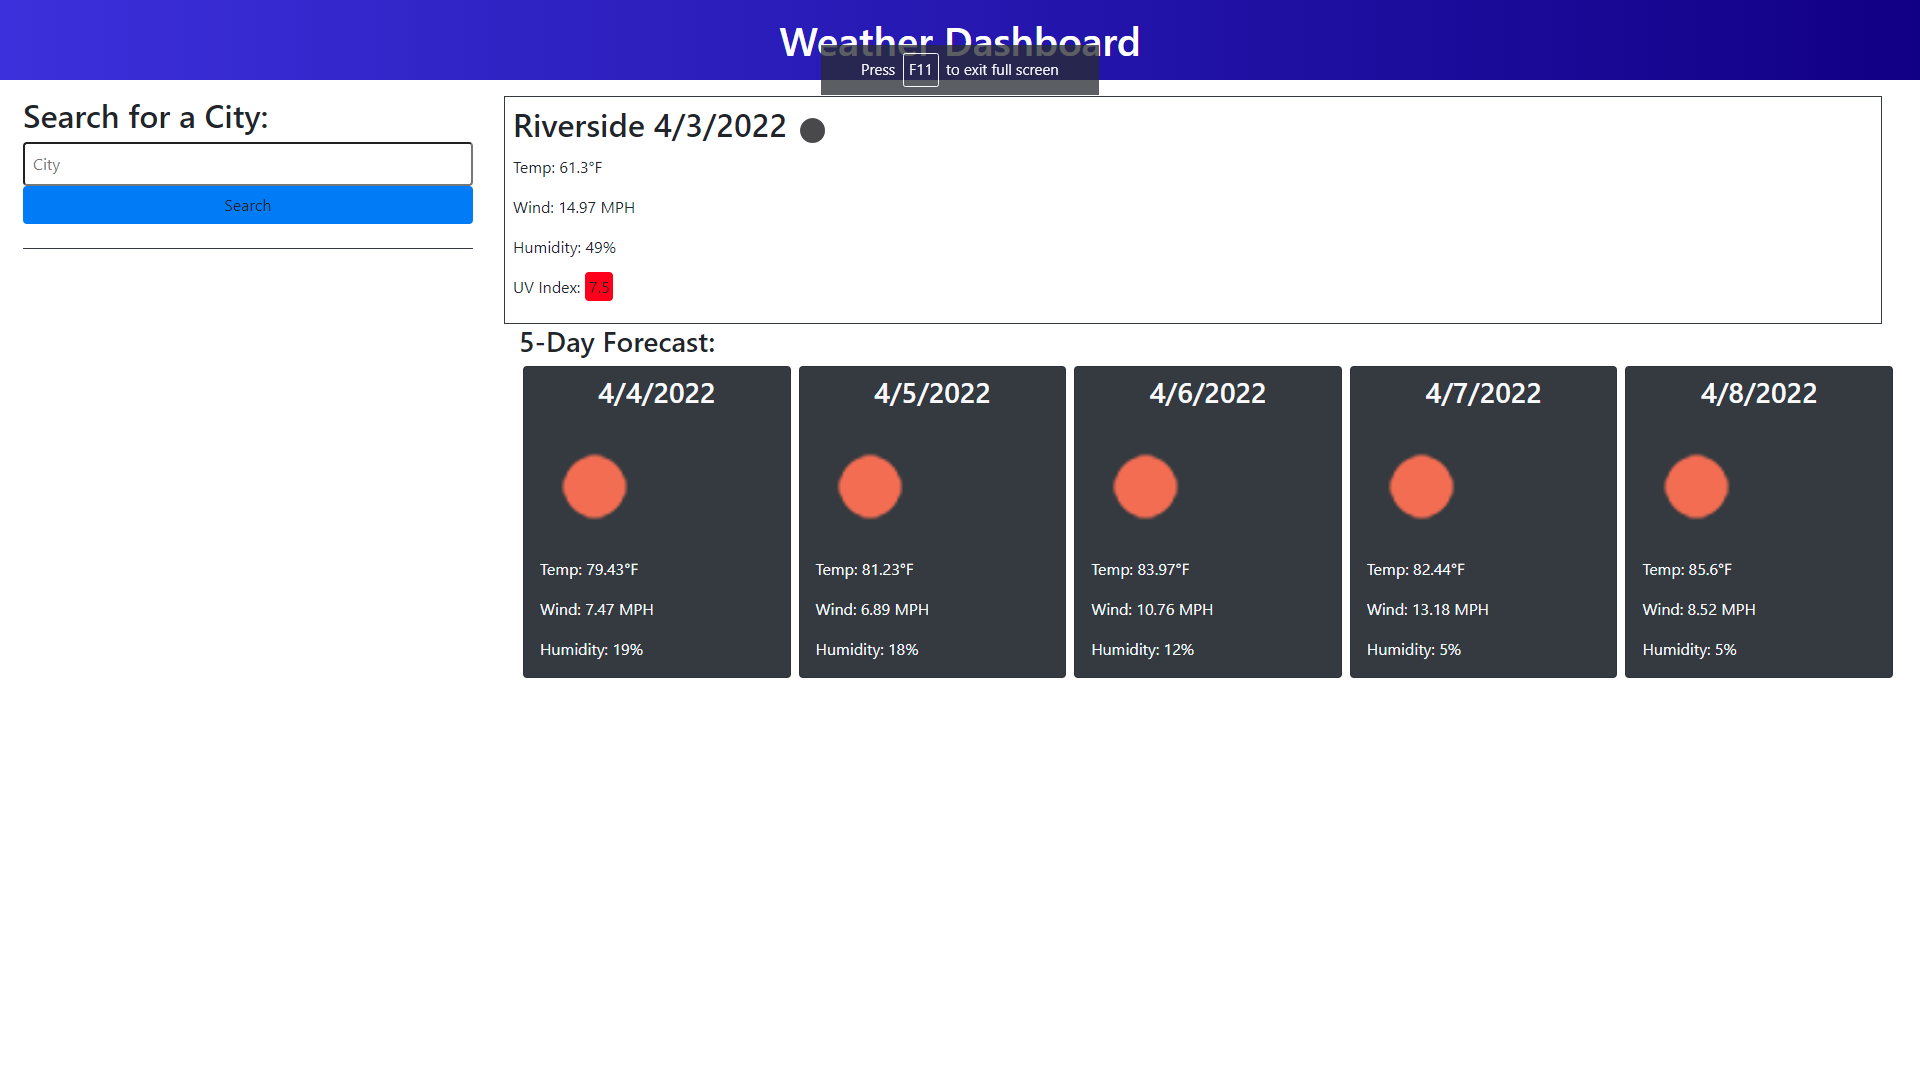 Weather Dashboard
Press F11 to exit full screen
Search for a City:
City
Search
Riverside 4/3/2022
Temp: 61.3°F
Wind: 14.97 MPH
Humidity: 49%
UV Index: 7.5
5-Day Forecast:
4/4/2022
Temp: 79.43°F
Wind: 7.47 MPH
Humidity: 19%
4/5/2022
Temp: 81.23°F
Wind: 6.89 MPH
Humidity: 18%
4/6/2022
Temp: 83.97°F
Wind: 10.76 MPH
Humidity: 12%
4/7/2022
Temp: 82.44°F
Wind: 13.18 MPH
Humidity: 5%
4/8/2022
Temp: 85.6°F
Wind: 8.52 MPH
Humidity: 5%